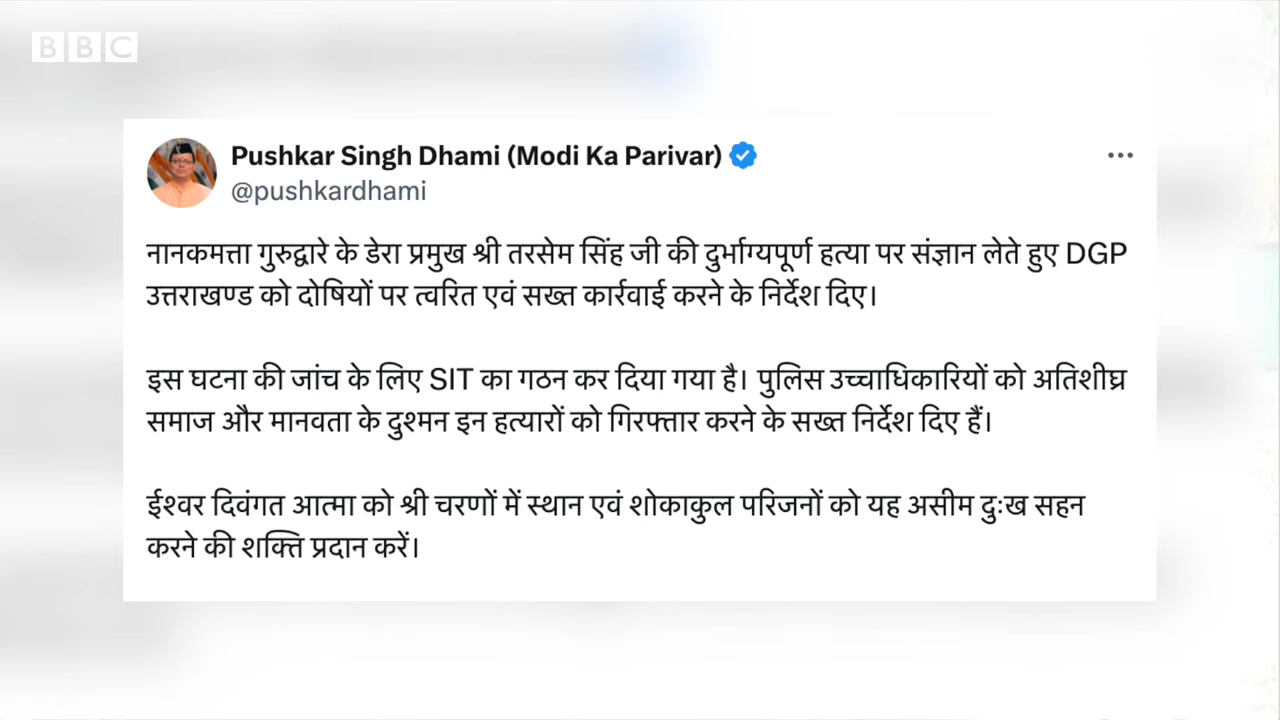 BBC
Pushkar Singh Dhami (Modi Ka Parivar)
@pushkardhami
नानकमत्ता गुरुद्वारे के डेरा प्रमुख श्री तरसेम सिंह जी की दुर्भाग्यपूर्ण हत्या पर संज्ञान लेते हुए DGP
उत्तराखण्ड को दोषियों पर त्वरित एवं सख्त कार्रवाई करने के निर्देश दिए।
इस घटना की जांच के लिए SIT का गठन कर दिया गया है। पुलिस उच्चाधिकारियों को अतिशीघ्र
समाज और मानवता के दुश्मन इन हत्यारों को गिरफ्तार करने के सख्त निर्देश दिए हैं।
ईश्वर दिवंगत आत्मा को श्री चरणों में स्थान एवं शोकाकुल परिजनों को यह असीम दुःख सहन
करने की शक्ति प्रदान करें।